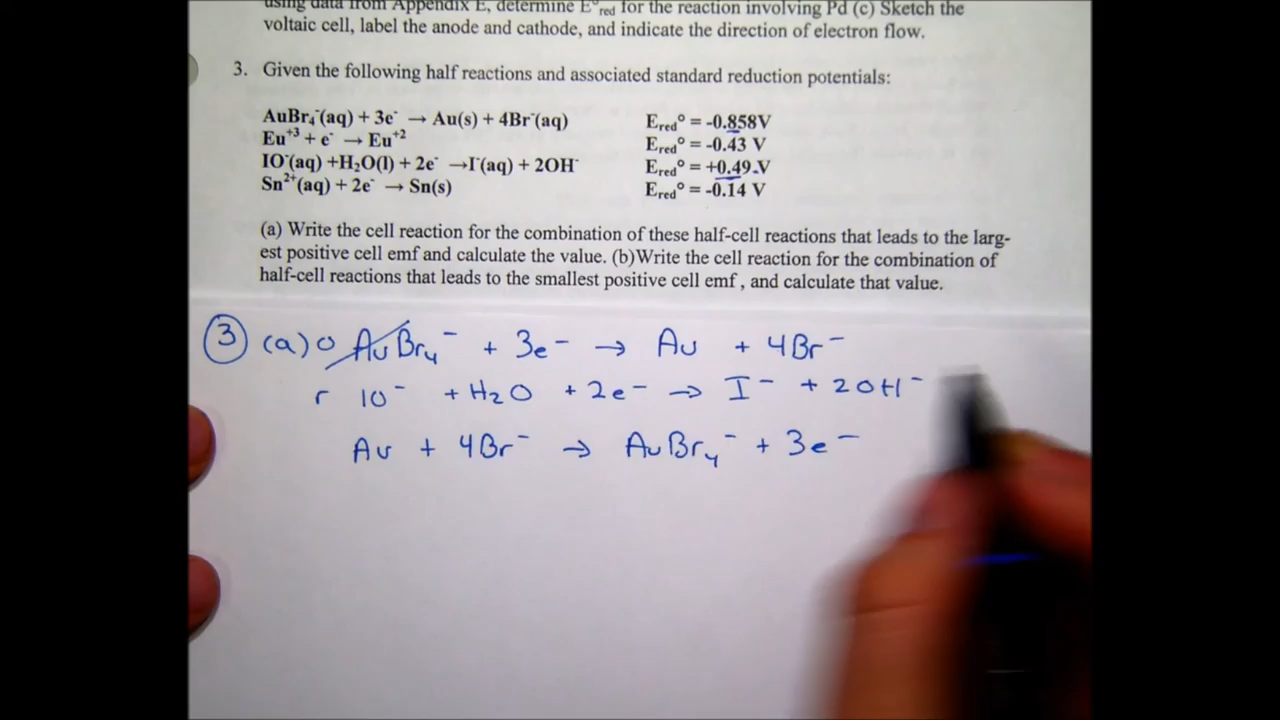 using data from Appendix E, determine E°red for the reaction involving Pd (c) Sketch the
voltaic cell, label the anode and cathode, and indicate the direction of electron flow.
3. Given the following half reactions and associated standard reduction potentials:
AuBr₄⁻(aq) + 3e⁻ → Au(s) + 4Br⁻(aq) Ered° = -0.858V
Eu⁺³ + e⁻ → Eu⁺² Ered° = -0.43 V
IO⁻(aq) +H₂O(l) + 2e⁻ →I⁻(aq) + 2OH⁻ Ered° = +0.49 V
Sn²⁺(aq) + 2e⁻ → Sn(s) Ered° = -0.14 V
(a) Write the cell reaction for the combination of these half-cell reactions that leads to the larg-
est positive cell emf and calculate the value. (b)Write the cell reaction for the combination of
half-cell reactions that leads to the smallest positive cell emf , and calculate that value.
3 (a) o AuBr₄⁻ + 3e⁻ → Au + 4Br⁻
r IO⁻ + H₂O + 2e⁻ → I⁻ + 2OH⁻
Au + 4Br⁻ → AuBr₄⁻ + 3e⁻